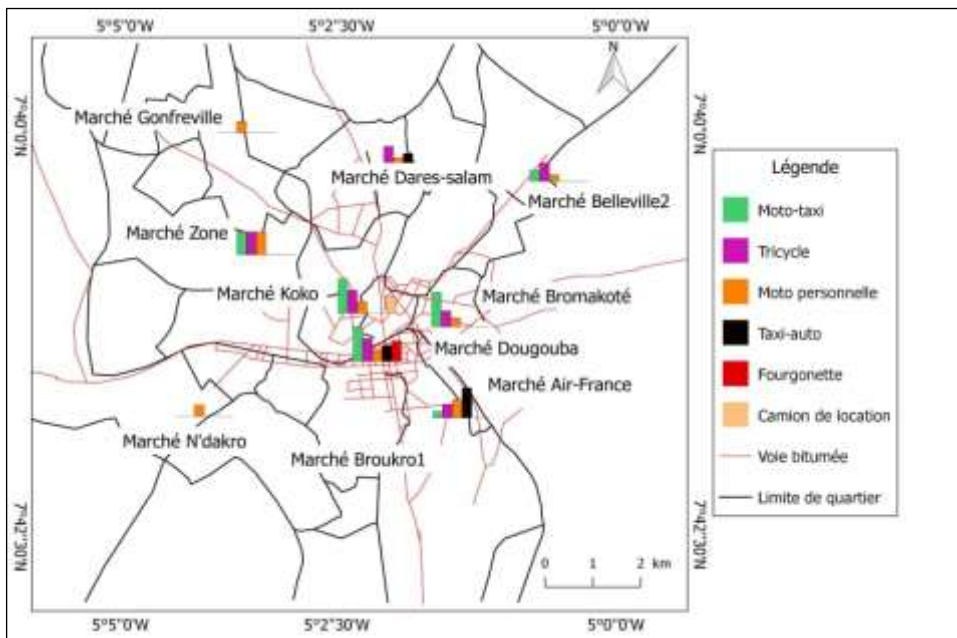 5°5'0"W 5°2'30"W 5°0'0"W
N
7°40'0"N
7°40'0"N
Marché Gonfreville
Marché Dares-salam
Marché Belleville2
Marché Zone
Marché Koko
Marché Bromakoté
Marché Dougouba
Marché Air-France
Marché N'dakro
Marché Broukro1
7°42'30"N
7°42'30"N
0 1 2 km
5°5'0"W 5°2'30"W 5°0'0"W
Légende
Moto-taxi
Tricycle
Moto personnelle
Taxi-auto
Fourgonette
Camion de location
Voie bitumée
Limite de quartier